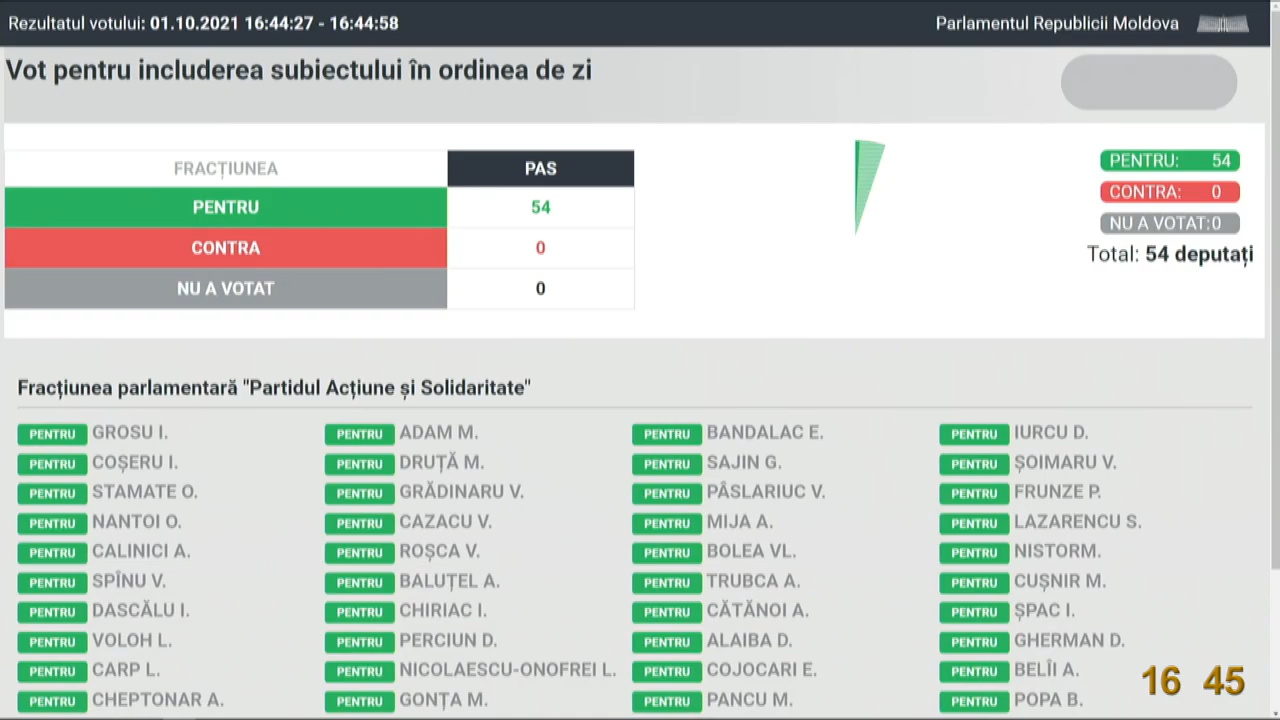 Rezultatul votului: 01.10.2021 16:44:27 - 16:44:58
Parlamentul Republicii Moldova
Vot pentru includerea subiectului în ordinea de zi
FRACȚIUNEA PAS
PENTRU 54
CONTRA 0
NU A VOTAT 0
PENTRU: 54
CONTRA: 0
NU A VOTAT:0
Total: 54 deputați
Fracțiunea parlamentară "Partidul Acțiune și Solidaritate"
PENTRU GROSU I. PENTRU ADAM M. PENTRU BANDALAC E. PENTRU IURCU D.
PENTRU COȘERU I. PENTRU DRUȚĂ M. PENTRU SAJIN G. PENTRU ȘOIMARU V.
PENTRU STAMATE O. PENTRU GRĂDINARU V. PENTRU PÂSLARIUC V. PENTRU FRUNZE P.
PENTRU NANTOI O. PENTRU CAZACU V. PENTRU MIJA A. PENTRU LAZARENCU S.
PENTRU CALINICI A. PENTRU ROȘCA V. PENTRU BOLEA VL. PENTRU NISTORM.
PENTRU SPÎNU V. PENTRU BALUȚEL A. PENTRU TRUBCA A. PENTRU CUȘNIR M.
PENTRU DASCĂLU I. PENTRU CHIRIAC I. PENTRU CĂTĂNOI A. PENTRU ȘPAC I.
PENTRU VOLOH L. PENTRU PERCIUN D. PENTRU ALAIBA D. PENTRU GHERMAN D.
PENTRU CARP L. PENTRU NICOLAESCU-ONOFREI L. PENTRU COJOCARI E. PENTRU BELÎI A.
PENTRU CHEPTONAR A. PENTRU GONȚA M. PENTRU PANCU M. PENTRU POPA B.
16 45